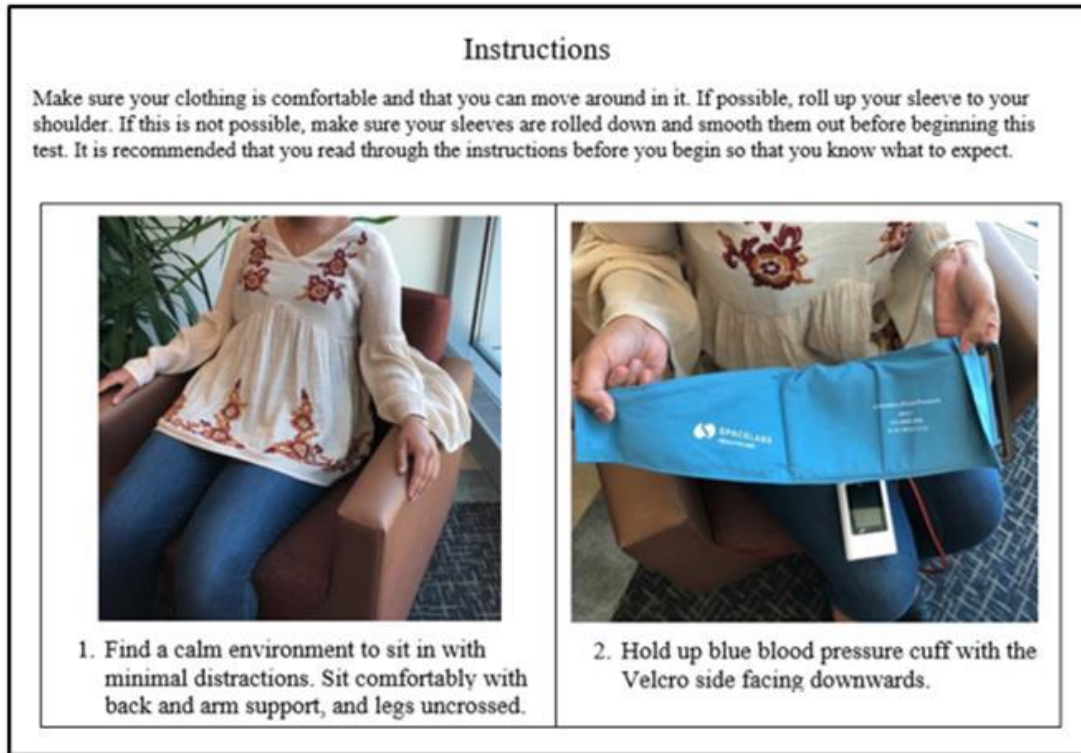 Instructions
Make sure your clothing is comfortable and that you can move around in it. If possible, roll up your sleeve to your
shoulder. If this is not possible, make sure your sleeves are rolled down and smooth them out before beginning this
test. It is recommended that you read through the instructions before you begin so that you know what to expect.
1. Find a calm environment to sit in with
minimal distractions. Sit comfortably with
back and arm support, and legs uncrossed.
SPACELABS
HEALTHCARE
2. Hold up blue blood pressure cuff with the
Velcro side facing downwards.